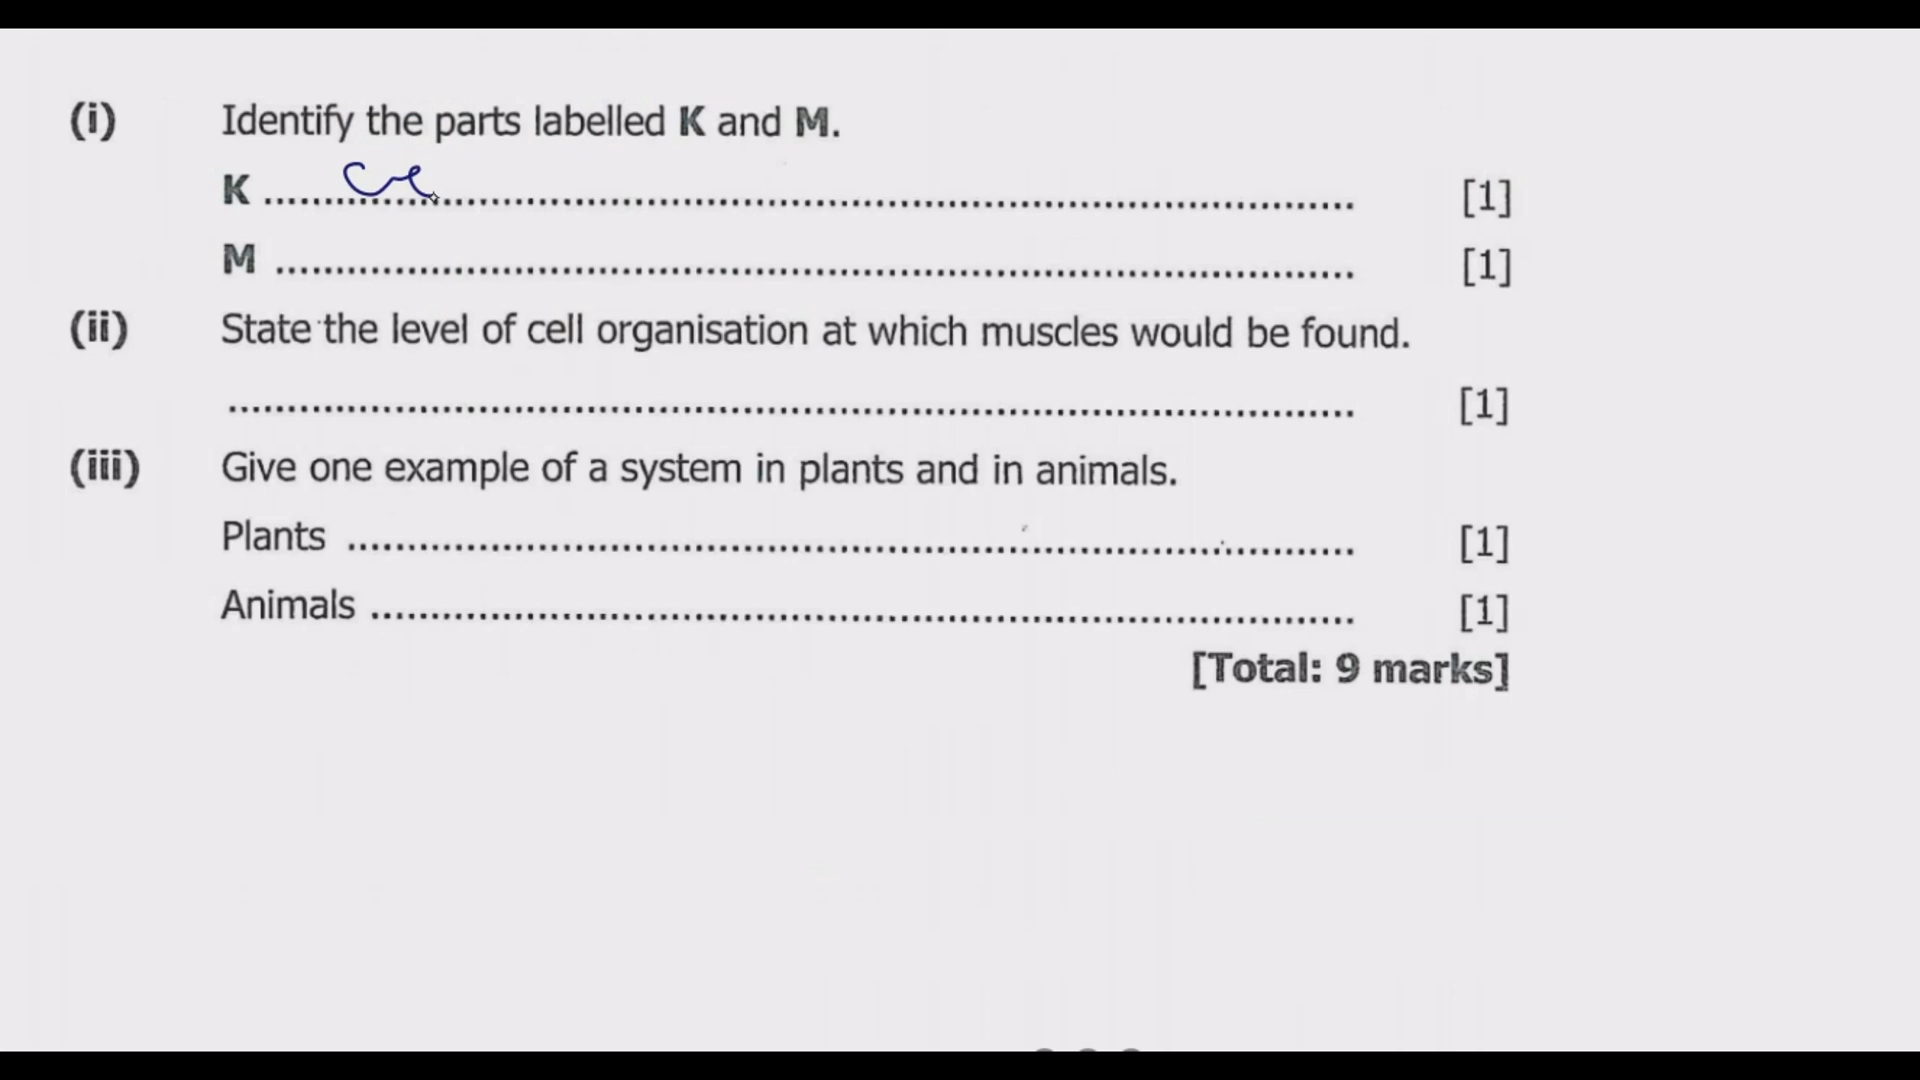 (i) Identify the parts labelled K and M.
K ce [1]
M [1]
(ii) State the level of cell organisation at which muscles would be found.
[1]
(iii) Give one example of a system in plants and in animals.
Plants [1]
Animals [1]
[Total: 9 marks]